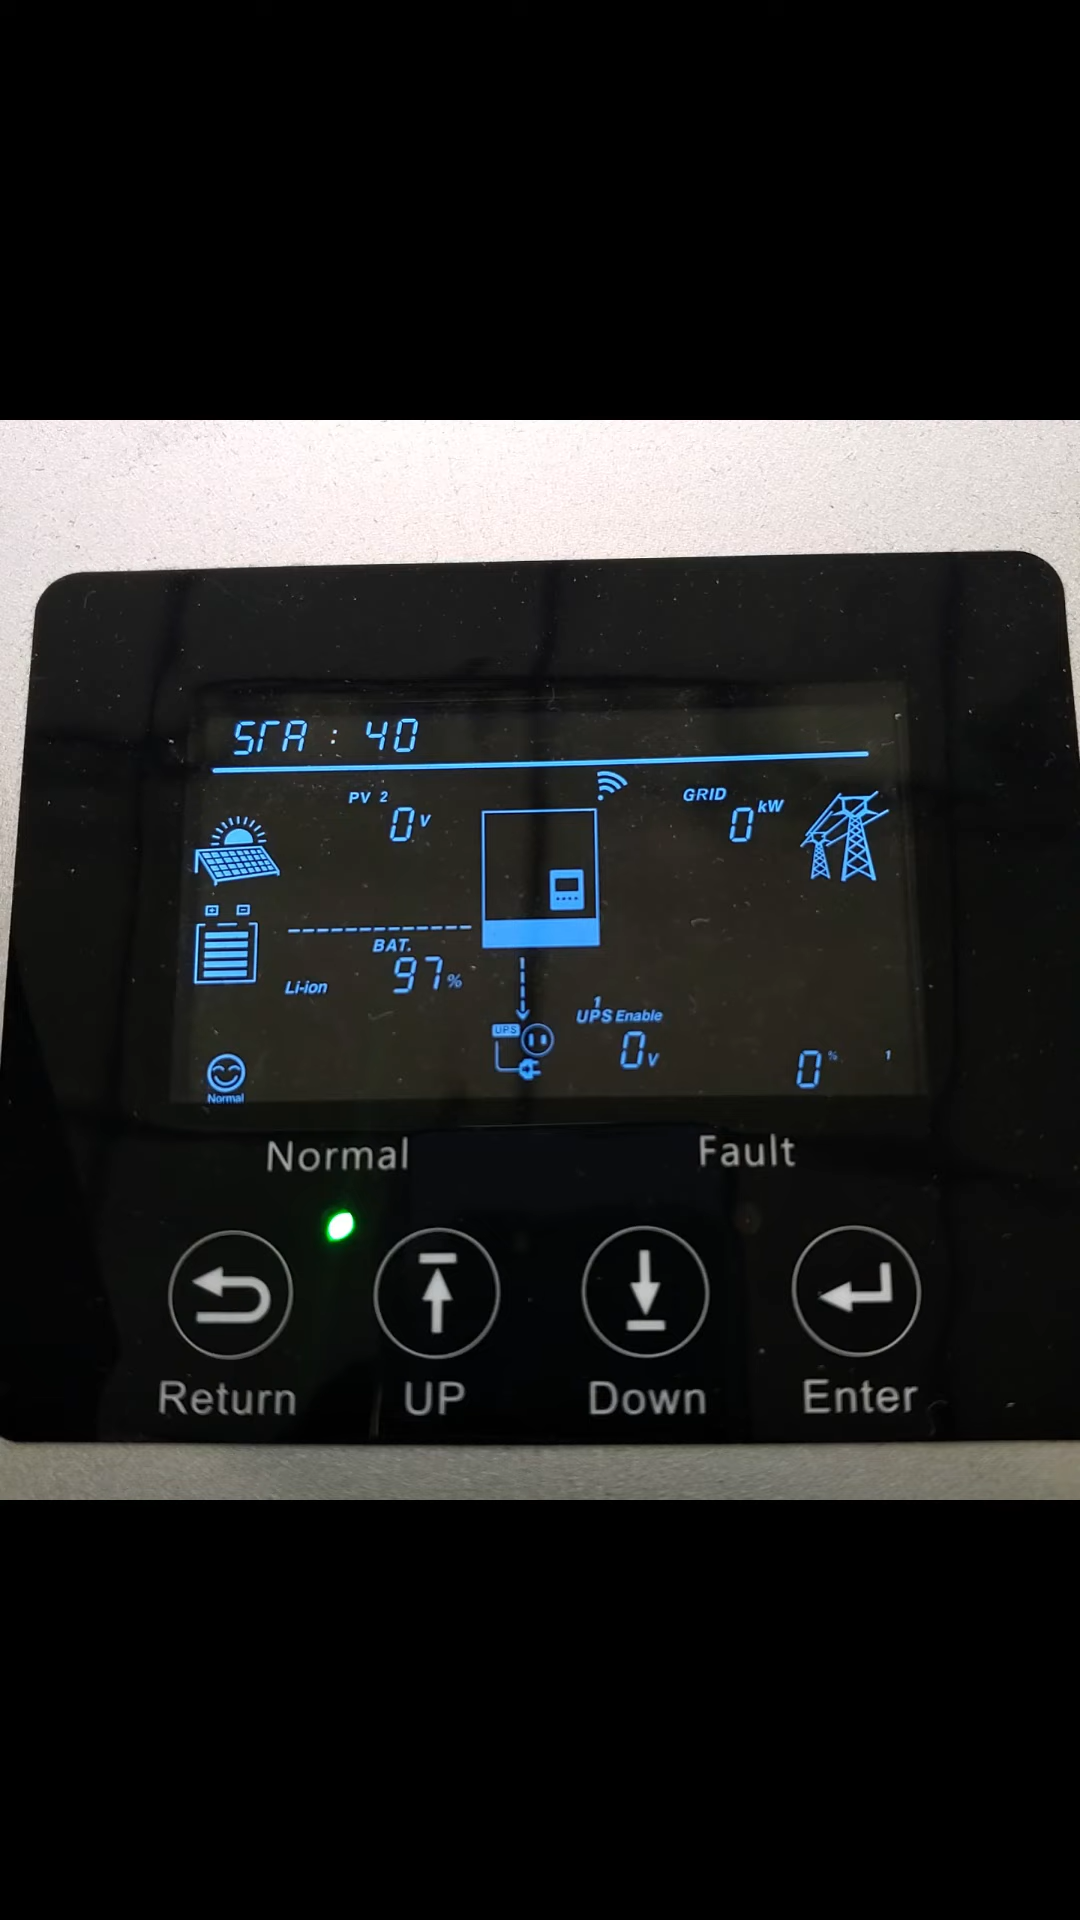 STA : 40
PV 2
0 V
GRID
0 kW
BAT.
Li-ion
97 %
1
UPS
UPS Enable
0 V
0 %
1
Normal
Normal
Fault
Return
UP
Down
Enter